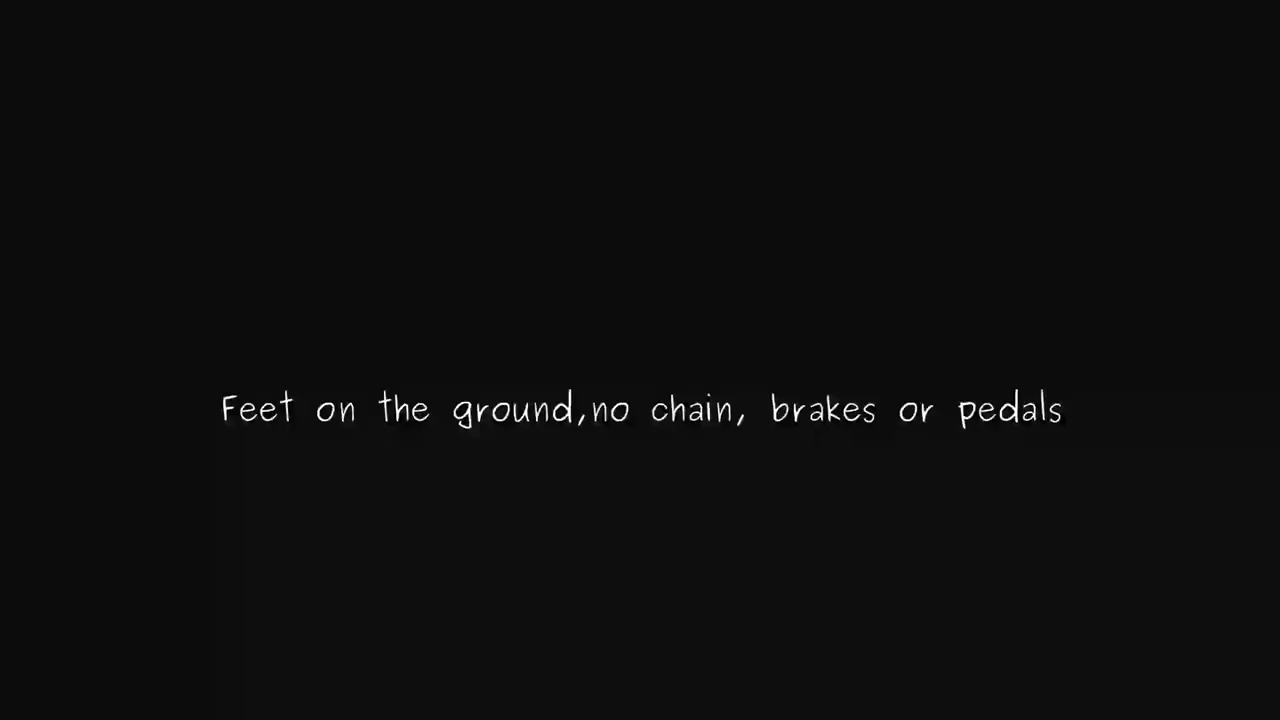 Feet on the ground,no chain, brakes or pedals